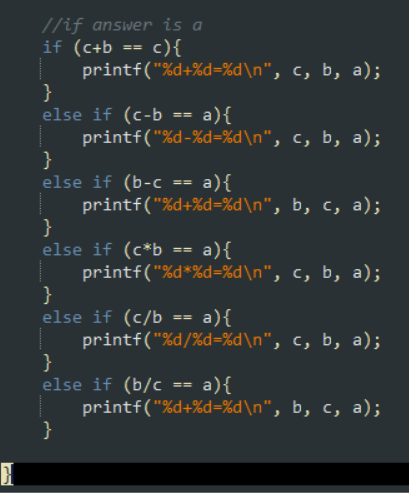 //if answer is a
if (c+b == c){
printf("%d+%d=%d\n", c, b, a);
}
else if (c-b == a){
printf("%d-%d=%d\n", c, b, a);
}
else if (b-c == a){
printf("%d+%d=%d\n", b, c, a);
}
else if (c*b == a){
printf("%d*%d=%d\n", c, b, a);
}
else if (c/b == a){
printf("%d/%d=%d\n", c, b, a);
}
else if (b/c == a){
printf("%d+%d=%d\n", b, c, a);
}
}